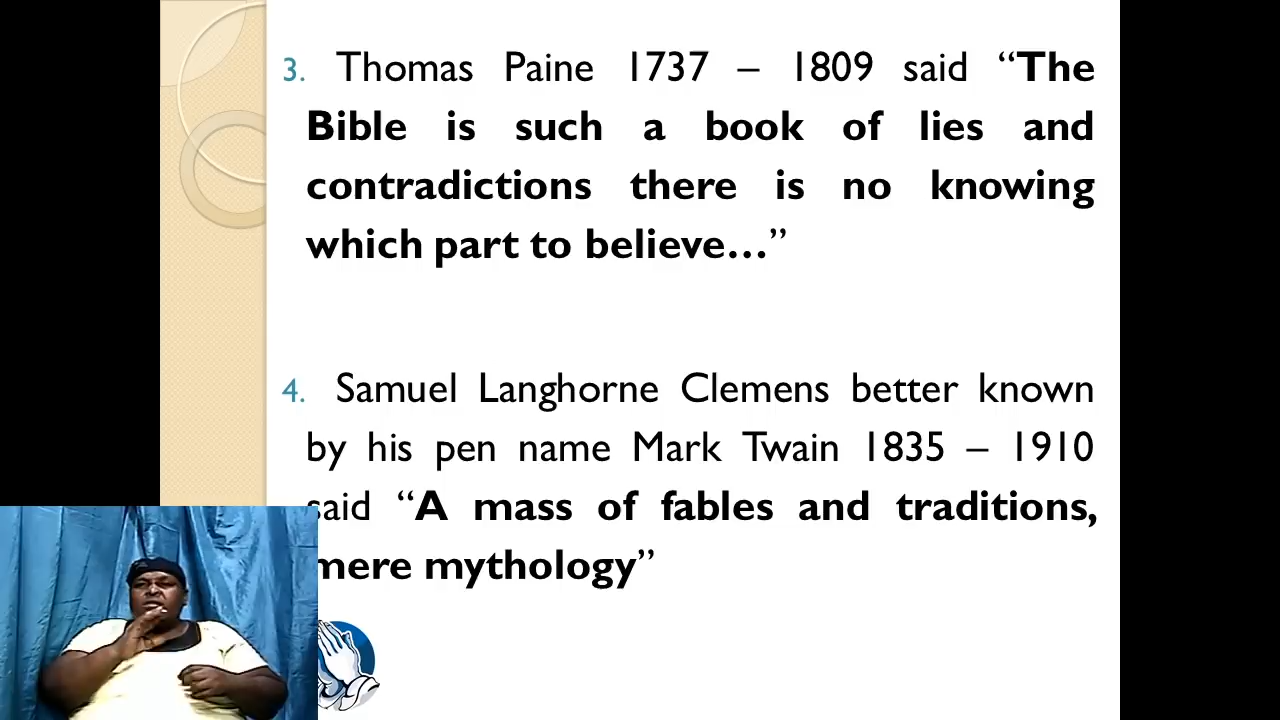 3. Thomas Paine 1737 – 1809 said “The
Bible is such a book of lies and
contradictions there is no knowing
which part to believe…”
4. Samuel Langhorne Clemens better known
by his pen name Mark Twain 1835 – 1910
said “A mass of fables and traditions,
mere mythology”